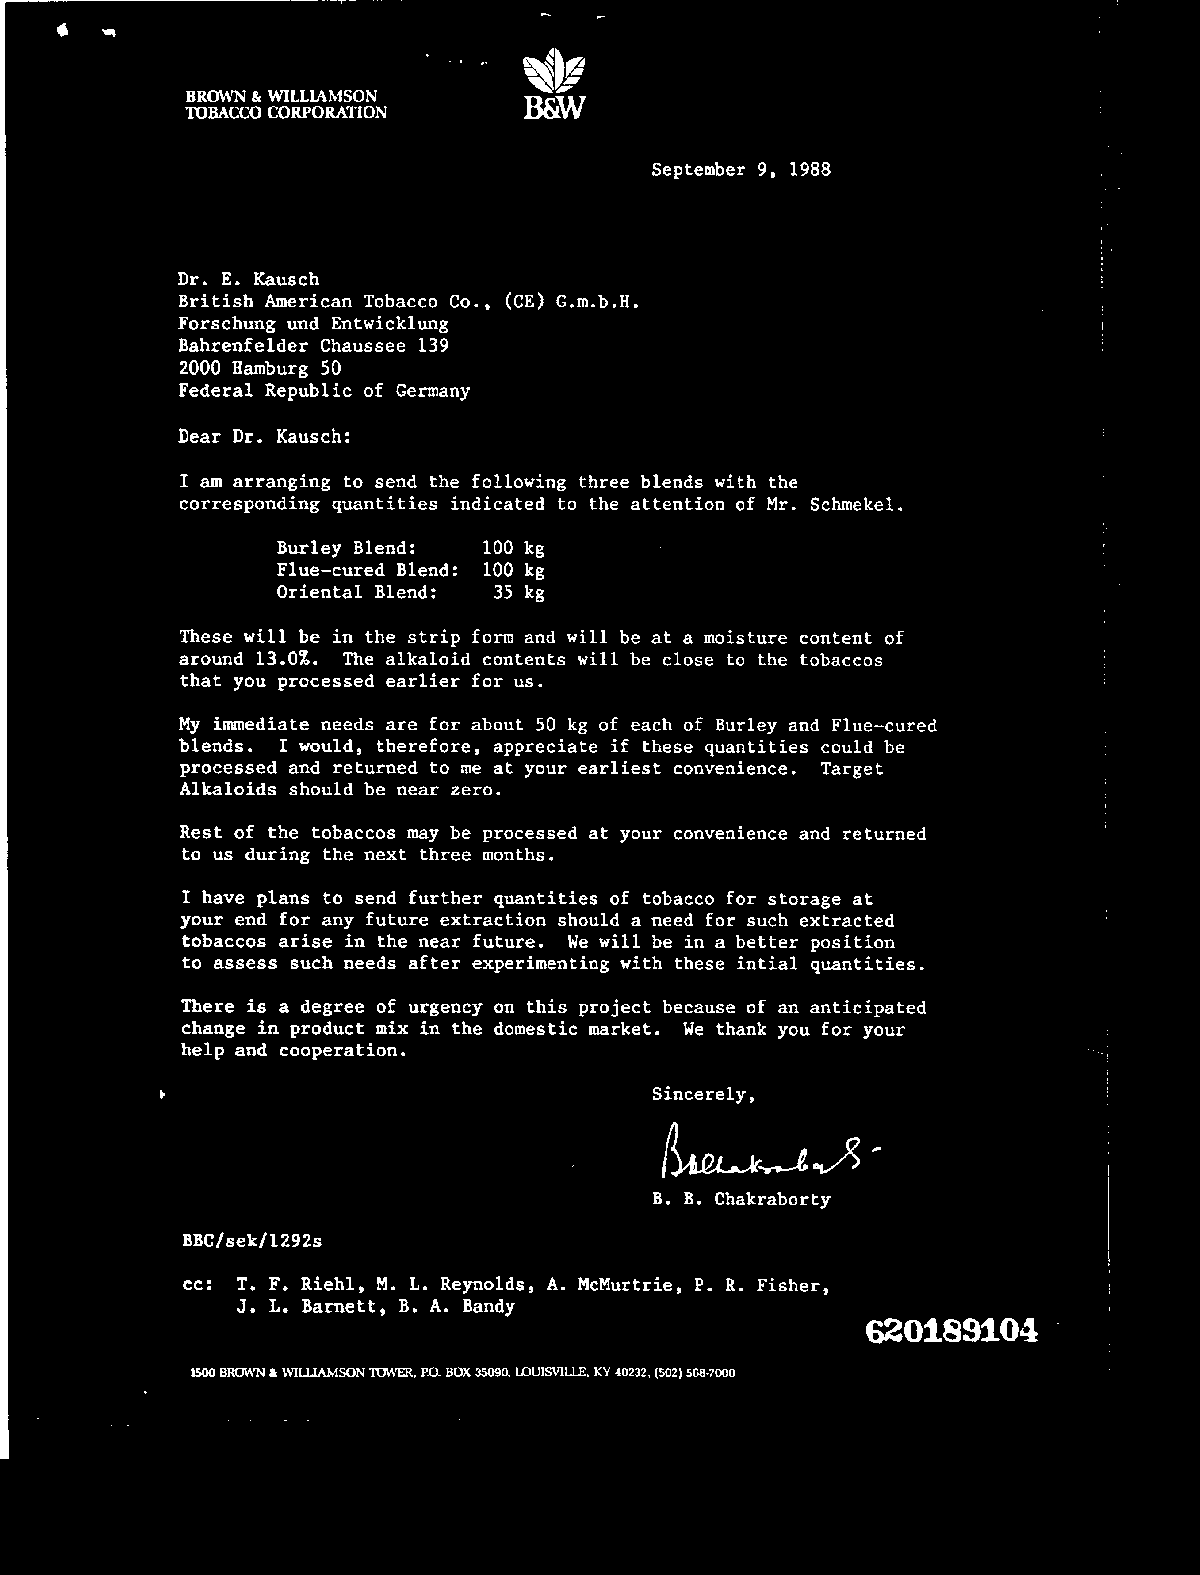 BROWN & WILLIAMSON
TOBACCO CORPORATION
B&W
September 9, 1988
Dr. E. Kausch
British American Tobacco Co., (CE) G.m.b.H.
Forschung und Entwicklung
Bahrenfelder Chaussee 139
2000 Hamburg 50
Federal Republic of Germany
Dear Dr. Kausch:
I am arranging to send the following three blends with the
corresponding quantities indicated to the attention of Mr. Schmekel.
Burley Blend: 100 kg
Flue-cured Blend: 100 kg
Oriental Blend: 35 kg
These will be in the strip form and will be at a moisture content of
around 13.0%. The alkaloid contents will be close to the tobaccos
that you processed earlier for us.
My immediate needs are for about 50 kg of each of Burley and Flue-cured
blends. I would, therefore, appreciate if these quantities could be
processed and returned to me at your earliest convenience. Target
Alkaloids should be near zero.
Rest of the tobaccos may be processed at your convenience and returned
to us during the next three months.
I have plans to send further quantities of tobacco for storage at
your end for any future extraction should a need for such extracted
tobaccos arise in the near future. We will be in a better position
to assess such needs after experimenting with these intial quantities.
There is a degree of urgency on this project because of an anticipated
change in product mix in the domestic market. We thank you for your
help and cooperation.
Sincerely,
B. B. Chakraborty
BBC/sek/1292s
cc: T. F. Riehl, M. L. Reynolds, A. McMurtrie, P. R. Fisher,
J. L. Barnett, B. A. Bandy
620189104
1500 BROWN & WILLIAMSON TOWER, P.O. BOX 35090, LOUISVILLE, KY 40232, (502) 568-7000